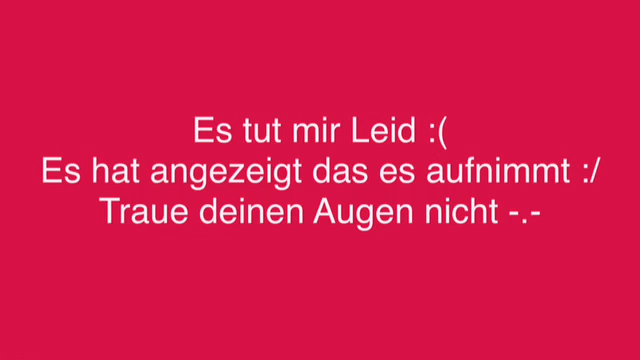 Es tut mir Leid :(
Es hat angezeigt das es aufnimmt :/
Traue deinen Augen nicht -.-